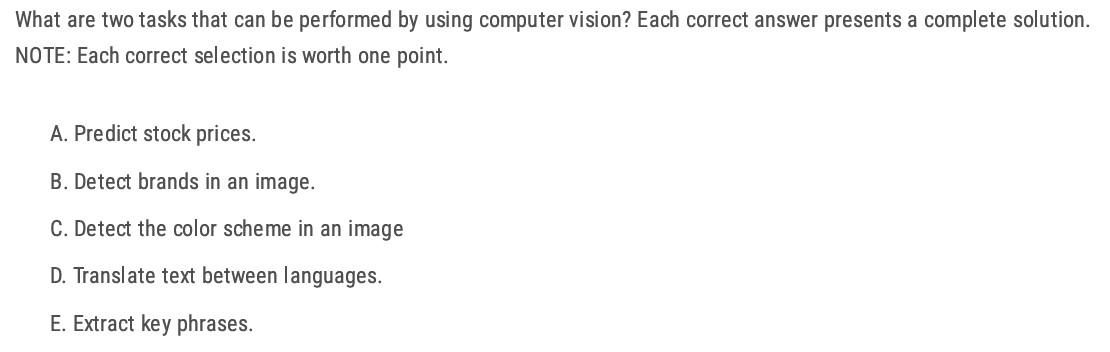 What are two tasks that can be performed by using computer vision? Each correct answer presents a complete solution.
NOTE: Each correct selection is worth one point.
A. Predict stock prices.
B. Detect brands in an image.
C. Detect the color scheme in an image
D. Translate text between languages.
E. Extract key phrases.